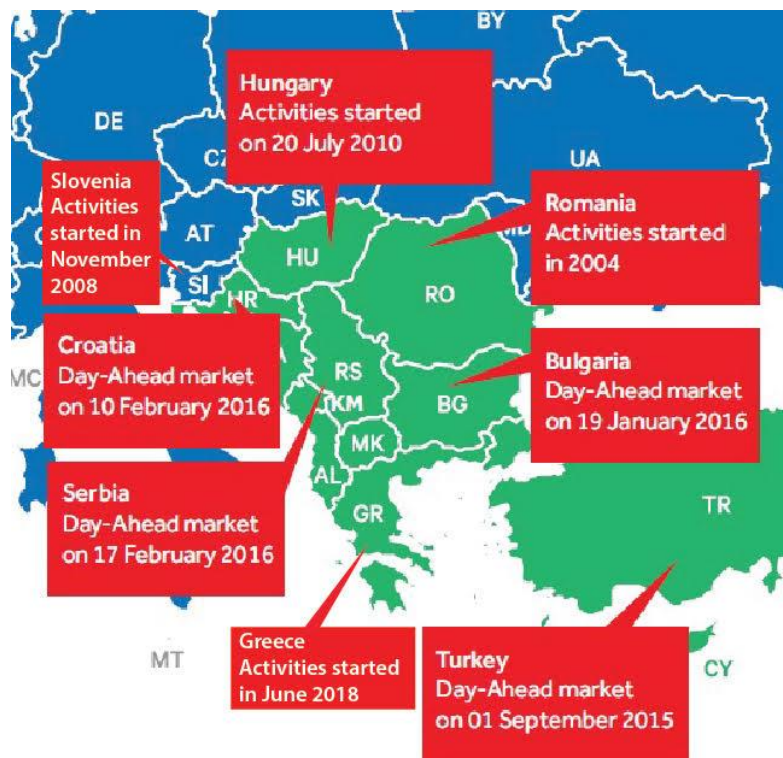 BY
Hungary
Activities started
on 20 July 2010
DE
CZ
UA
Slovenia
Activities
started in
November
2008
SK
AT
Romania
Activities started
in 2004
MD
HU
SI
HR
RO
Croatia
Day-Ahead market
on 10 February 2016
MC
A
RS
KM
Bulgaria
Day-Ahead market
on 19 January 2016
BG
MK
Serbia
Day-Ahead market
on 17 February 2016
AL
GR
TR
Greece
Activities started
in June 2018
MT
Turkey
Day-Ahead market
on 01 September 2015
CY